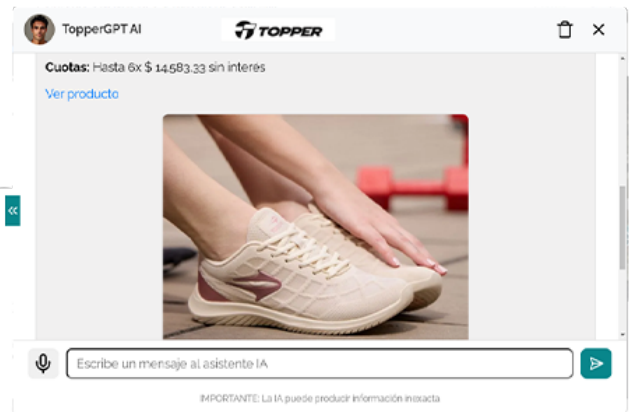 TopperGPT AI
TOPPER
Cuotas: Hasta 6x $ 14.583,33 sin interés
Ver producto
Escribe un mensaje al asistente IA
IMPORTANTE: La IA puede producir información inexacta